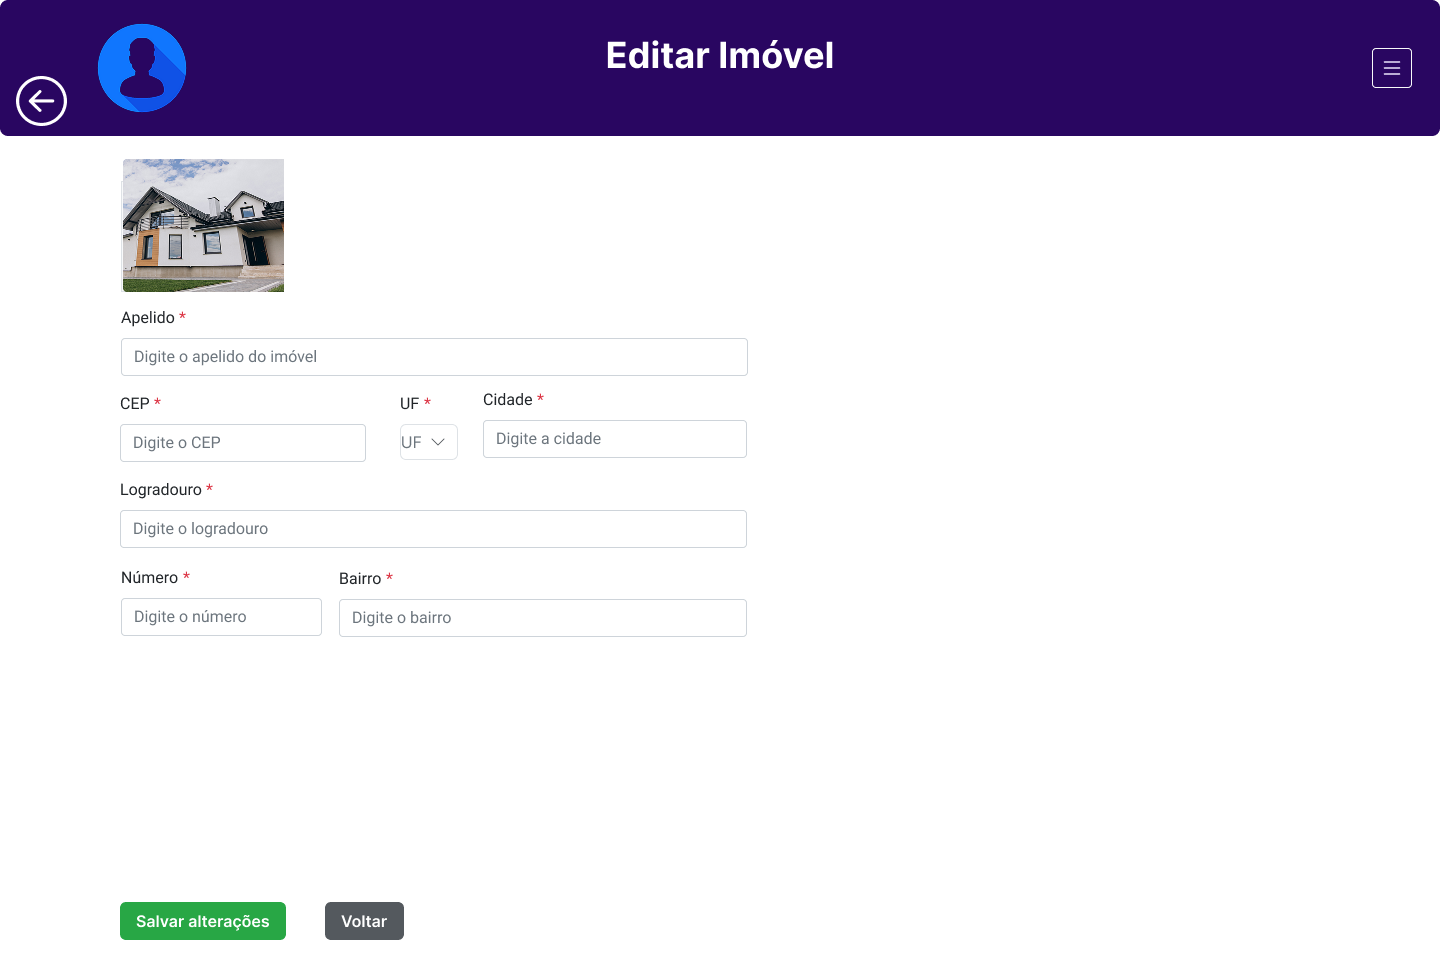 Editar Imóvel
Apelido *
Digite o apelido do imóvel
CEP * UF * Cidade *
Digite o CEP UF Digite a cidade
Logradouro *
Digite o logradouro
Número * Bairro *
Digite o número Digite o bairro
Salvar alterações Voltar